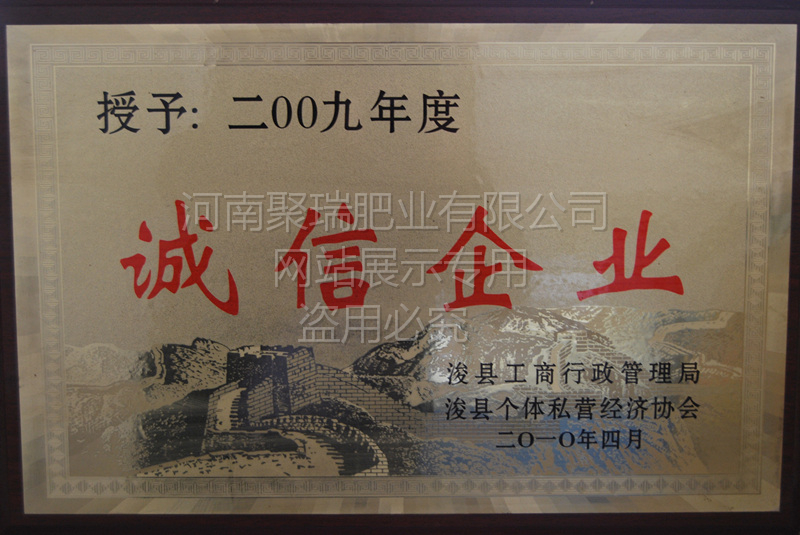 授予：二00九年度
诚信企业
河南聚瑞肥业有限公司
网站展示专用
盗用必究
浚县工商行政管理局
浚县个体私营经济协会
二O一O年四月